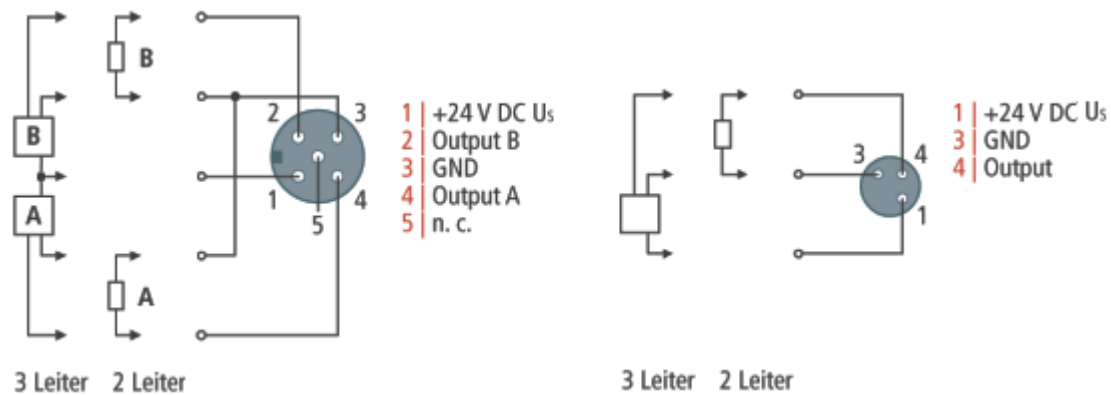 B
B
A
A
2
3
1
4
5
1 | +24 V DC Us
2 | Output B
3 | GND
4 | Output A
5 | n. c.
3 Leiter 2 Leiter
3
4
1
1 | +24 V DC Us
3 | GND
4 | Output
3 Leiter 2 Leiter